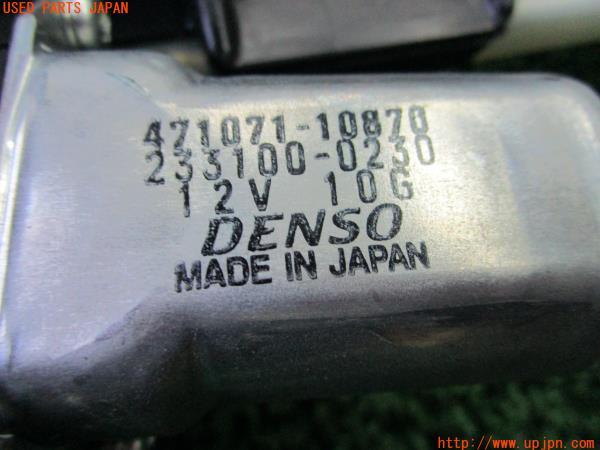 USED PARTS JAPAN
471071-10870
233100-0230
12V 10G
DENSO
MADE IN JAPAN
http://www.upjpn.com